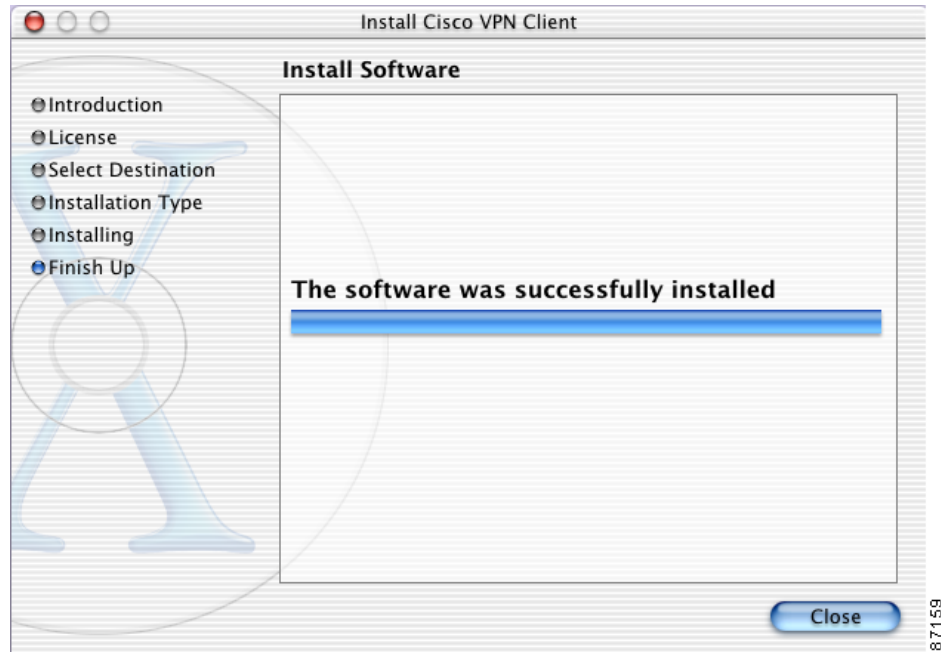 Install Cisco VPN Client
Install Software
Introduction
License
Select Destination
Installation Type
Installing
Finish Up
The software was successfully installed
Close
87159